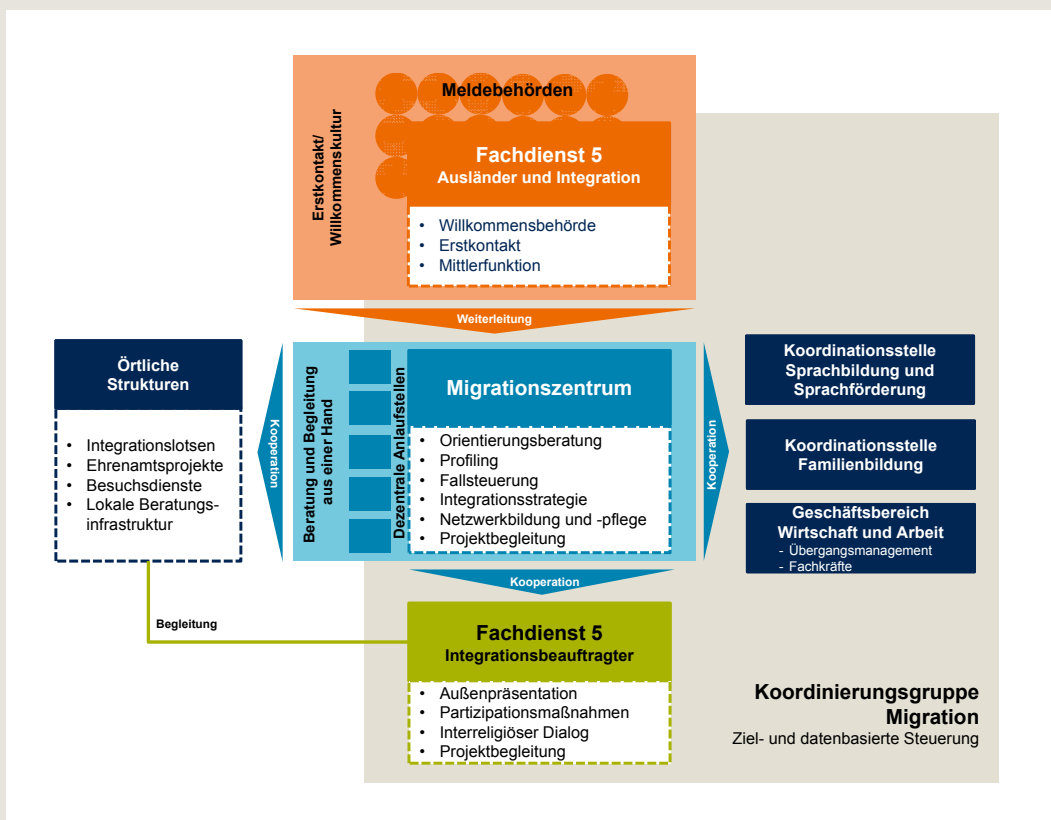 Meldebehörden
Erstkontakt/
Willkommenskultur
Fachdienst 5
Ausländer und Integration
• Willkommensbehörde
• Erstkontakt
• Mittlerfunktion
Weiterleitung
Örtliche
Strukturen
• Integrationslotsen
• Ehrenamtsprojekte
• Besuchsdienste
• Lokale Beratungs-
infrastruktur
Kooperation
Beratung und Begleitung
aus einer Hand
Dezentrale Anlaufstellen
Migrationszentrum
• Orientierungsberatung
• Profiling
• Fallsteuerung
• Integrationsstrategie
• Netzwerkbildung und -pflege
• Projektbegleitung
Kooperation
Koordinationsstelle
Sprachbildung und
Sprachförderung
Koordinationsstelle
Familienbildung
Geschäftsbereich
Wirtschaft und Arbeit
- Übergangsmanagement
- Fachkräfte
Kooperation
Begleitung
Fachdienst 5
Integrationsbeauftragter
• Außenpräsentation
• Partizipationsmaßnahmen
• Interreligiöser Dialog
• Projektbegleitung
Koordinierungsgruppe
Migration
Ziel- und datenbasierte Steuerung